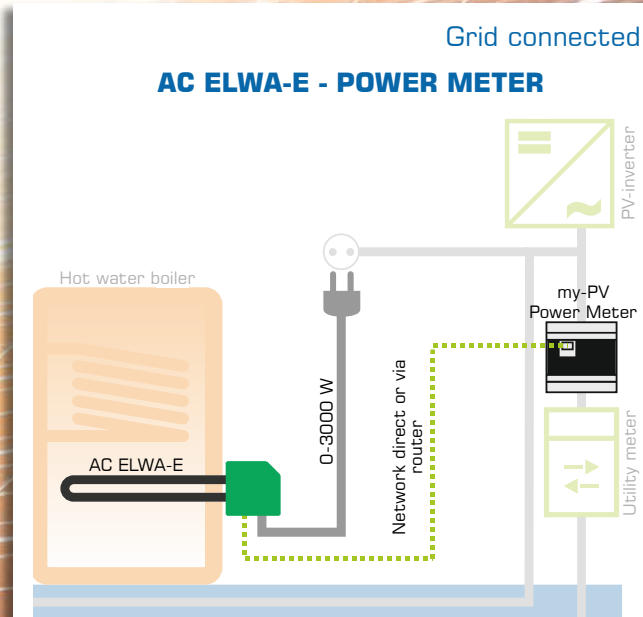 Grid connected
AC ELWA-E - POWER METER
PV-inverter
Hot water boiler
my-PV
Power Meter
0-3000 W
Network direct or via
router
AC ELWA-E
Utility meter